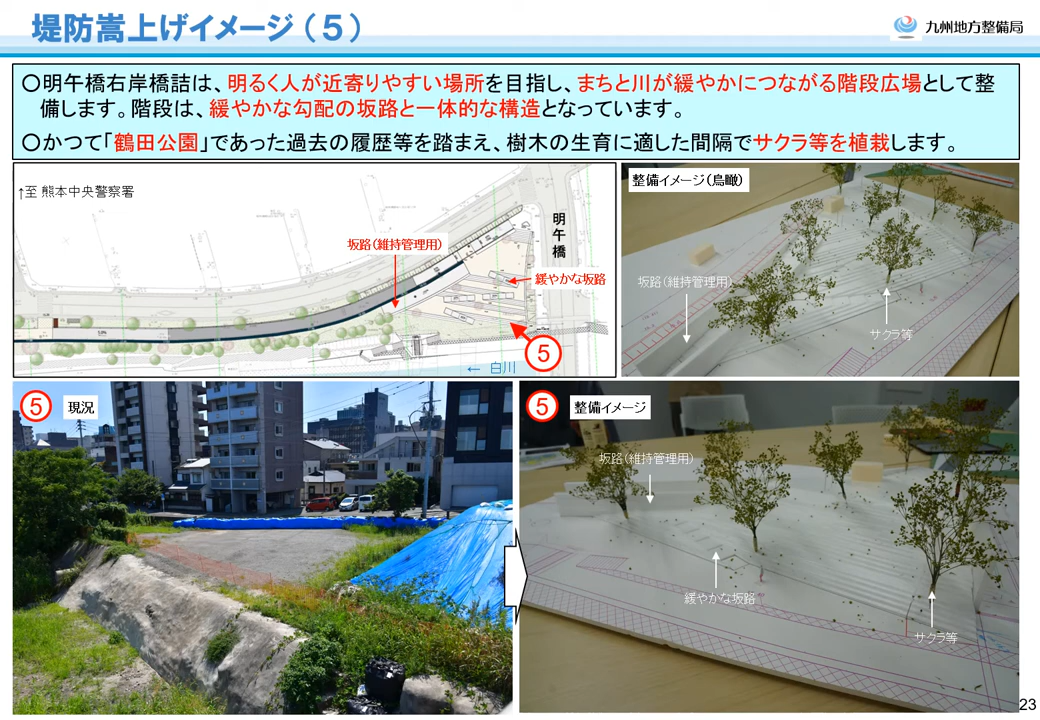 堤防嵩上げイメージ（５）
九州地方整備局
〇明午橋右岸橋詰は、明るく人が近寄りやすい場所を目指し、まちと川が緩やかにつながる階段広場として整
備します。階段は、緩やかな勾配の坂路と一体的な構造となっています。
〇かつて「鶴田公園」であった過去の履歴等を踏まえ、樹木の生育に適した間隔でサクラ等を植栽します。
↑至 熊本中央警察署
明午橋
坂路（維持管理用）
緩やかな坂路
⑤
← 白川
整備イメージ（鳥瞰）
坂路（維持管理用）
サクラ等
⑤
現況
⑤
整備イメージ
坂路（維持管理用）
緩やかな坂路
サクラ等
23